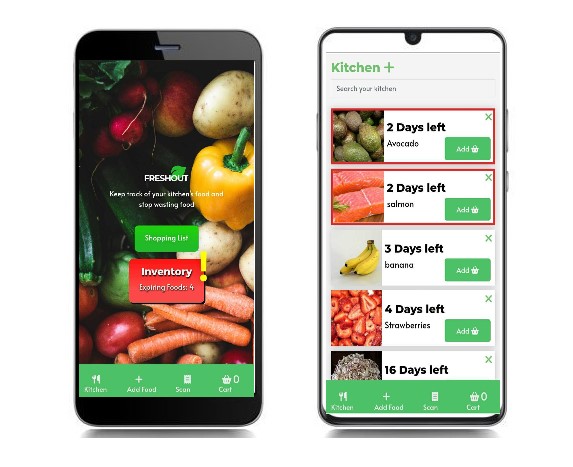 FRESHOUT
Keep track of your kitchen's food and
stop wasting food
Shopping List
Inventory
!
Expiring Foods: 4
Kitchen
Add Food
Scan
0
Cart
Kitchen +
Search your kitchen
×
2 Days left
Avocado
Add
×
2 Days left
salmon
Add
×
3 Days left
banana
Add
×
4 Days left
Strawberries
Add
×
16 Days left
Kitchen
Add Food
Scan
0
Cart